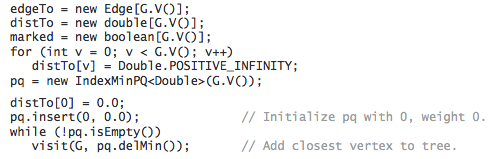 edgeTo = new Edge[G.V()];
distTo = new double[G.V()];
marked = new boolean[G.V()];
for (int v = 0; v < G.V(); v++)
   distTo[v] = Double.POSITIVE_INFINITY;
pq = new IndexMinPQ<Double>(G.V());
distTo[0] = 0.0;
pq.insert(0, 0.0);             // Initialize pq with 0, weight 0.
while (!pq.isEmpty())
   visit(G, pq.delMin());      // Add closest vertex to tree.